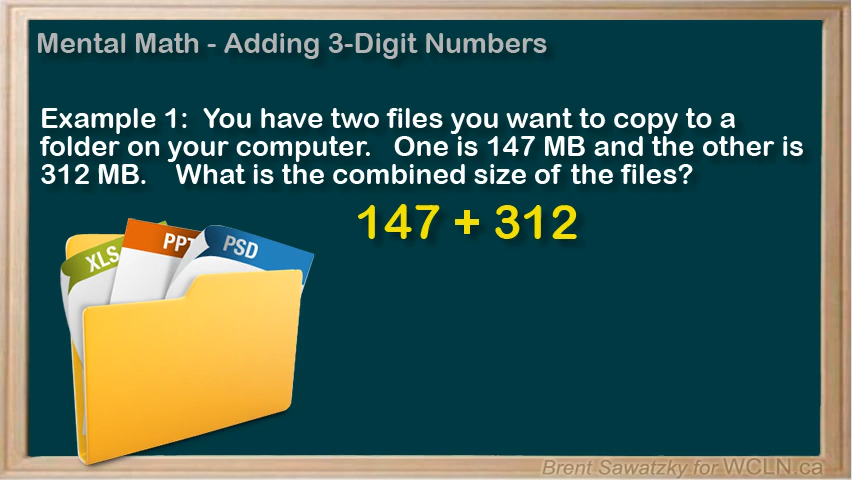 Mental Math - Adding 3-Digit Numbers
Example 1:  You have two files you want to copy to a
folder on your computer.   One is 147 MB and the other is
312 MB.    What is the combined size of the files?
147 + 312
XLS
PPT
PSD
Brent Sawatzky for WCLN.ca